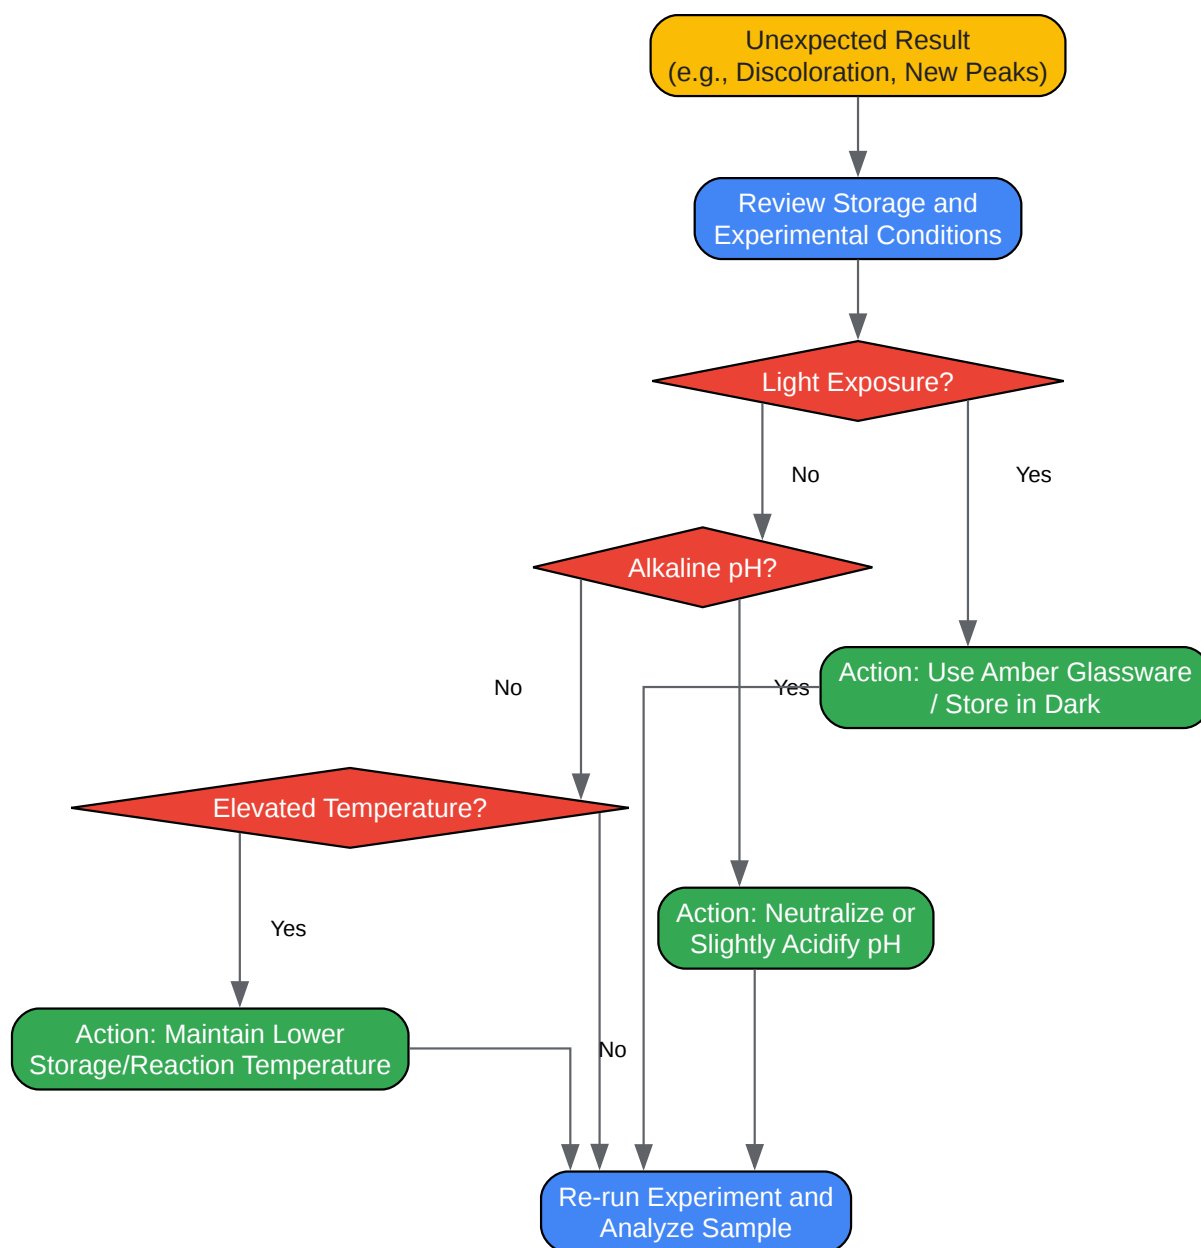 Unexpected Result
(e.g., Discoloration, New Peaks)
Review Storage and
Experimental Conditions
Light Exposure?
No
Yes
Alkaline pH?
No
Yes
Action: Use Amber Glassware
/ Store in Dark
Elevated Temperature?
Yes
Action: Neutralize or
Slightly Acidify pH
Action: Maintain Lower
Storage/Reaction Temperature
No
Re-run Experiment and
Analyze Sample